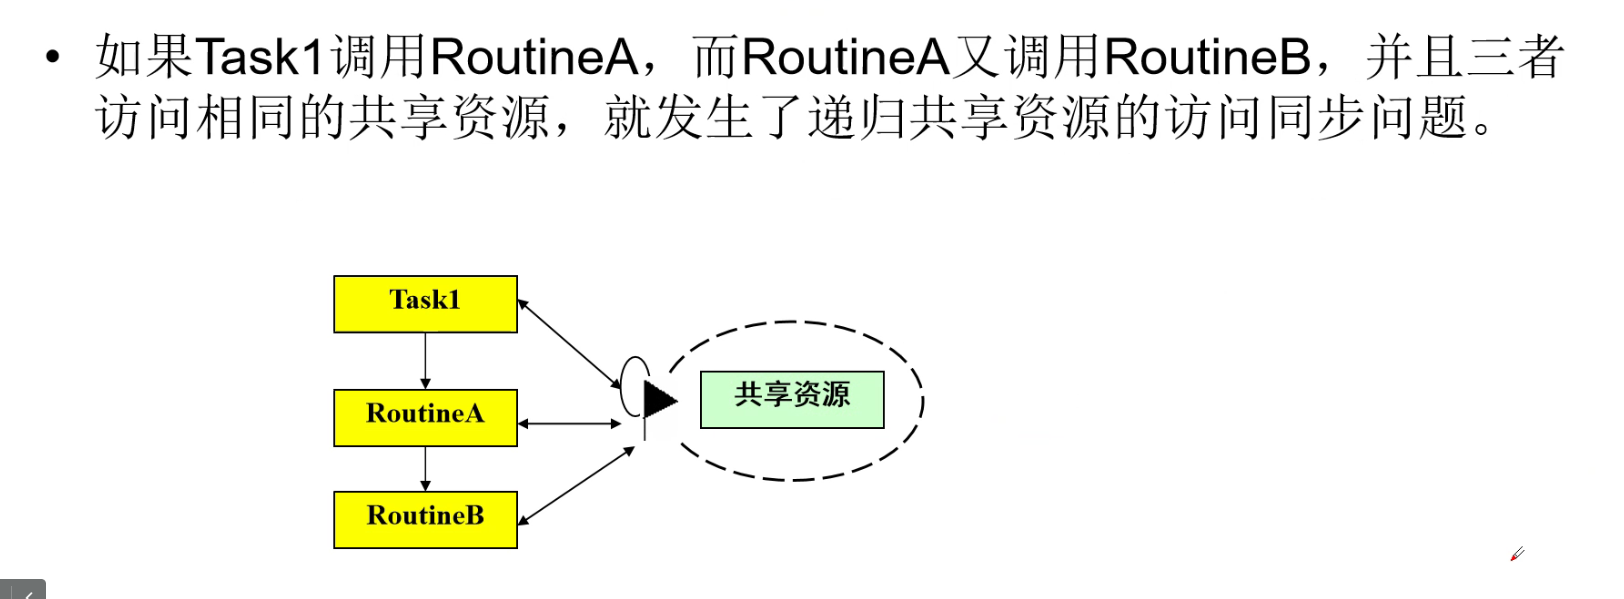 • 如果Task1调用RoutineA，而RoutineA又调用RoutineB，并且三者
访问相同的共享资源，就发生了递归共享资源的访问同步问题。
Task1
共享资源
RoutineA
RoutineB